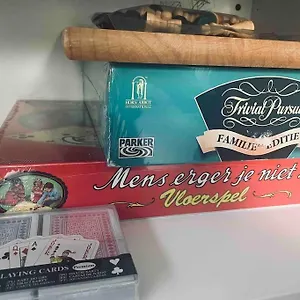 Trivial Pursuit
FAMILIE EDITIE
PARKER
Mens erger je niet
Vloerspel
PLAYING CARDS